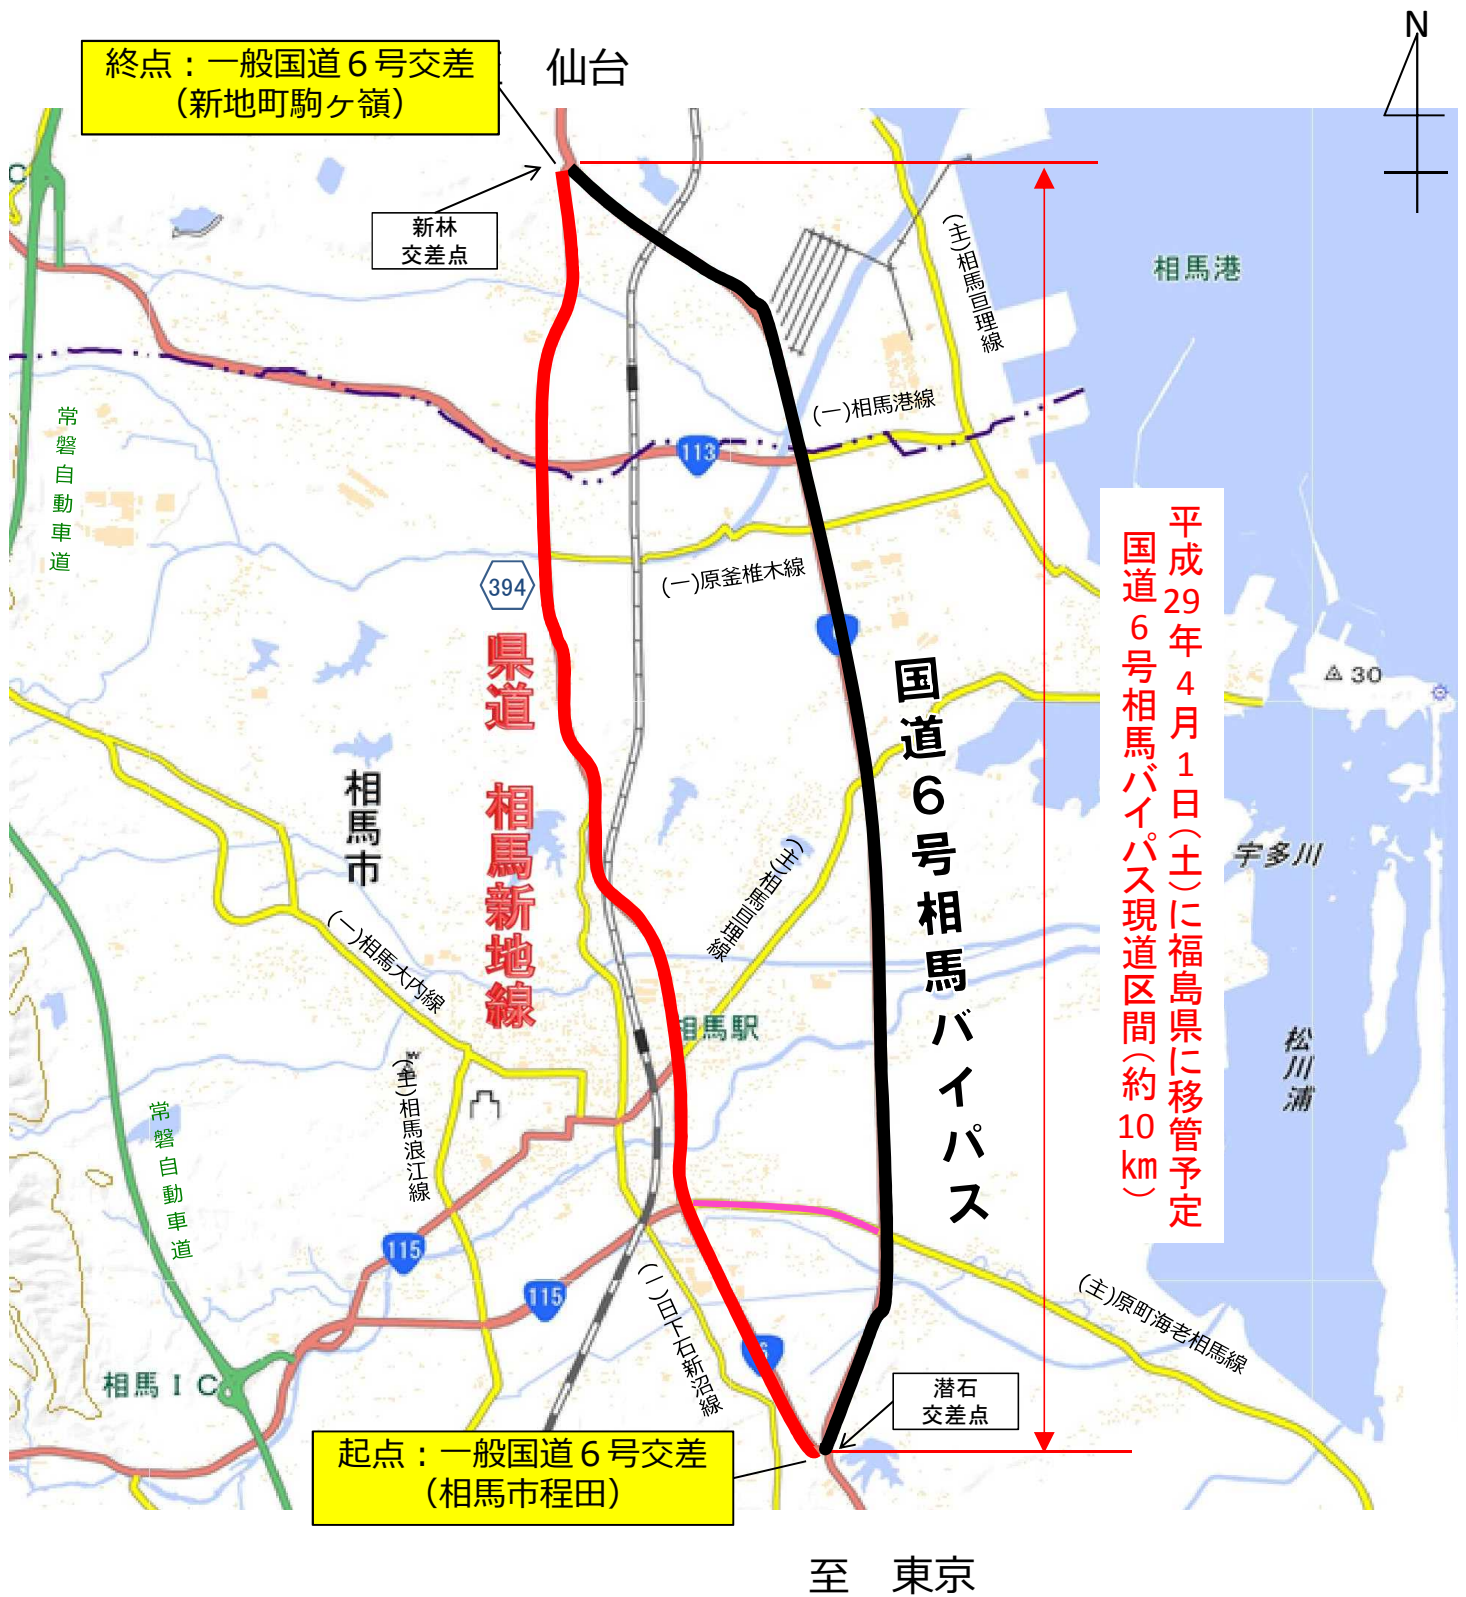 終点：一般国道６号交差
（新地町駒ヶ嶺）
仙台
N
C
新林
交差点
(主)相馬亘理線
相馬港
(一)相馬港線
常磐自動車道
113
(一)原釜椎木線
394
県道　相馬新地線
国道６号相馬バイパス
平成29年４月１日（土）に福島県に移管予定
国道６号相馬バイパス現道区間（約10㎞）
30
相馬市
(主)相馬亘理線
宇多川
(一)相馬大内線
相馬駅
松川浦
(主)相馬浪江線
常磐自動車道
115
115
(一)日下石新沼線
(主)原町海老相馬線
6
相馬ＩＣ
潜石
交差点
起点：一般国道６号交差
（相馬市程田）
至　東京